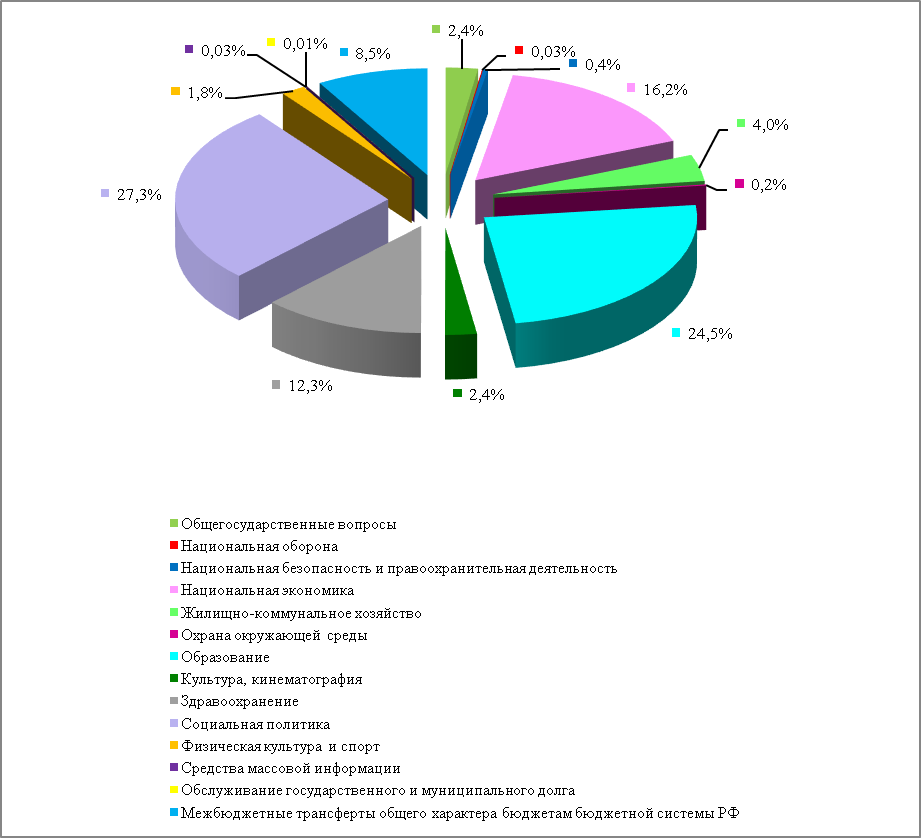 2,4%
0,03%
0,01%
0,03%
8,5%
0,4%
1,8%
16,2%
4,0%
0,2%
27,3%
24,5%
12,3%
2,4%
Общегосударственные вопросы
Национальная оборона
Национальная безопасность и правоохранительная деятельность
Национальная экономика
Жилищно-коммунальное хозяйство
Охрана окружающей среды
Образование
Культура, кинематография
Здравоохранение
Социальная политика
Физическая культура и спорт
Средства массовой информации
Обслуживание государственного и муниципального долга
Межбюджетные трансферты общего характера бюджетам бюджетной системы РФ